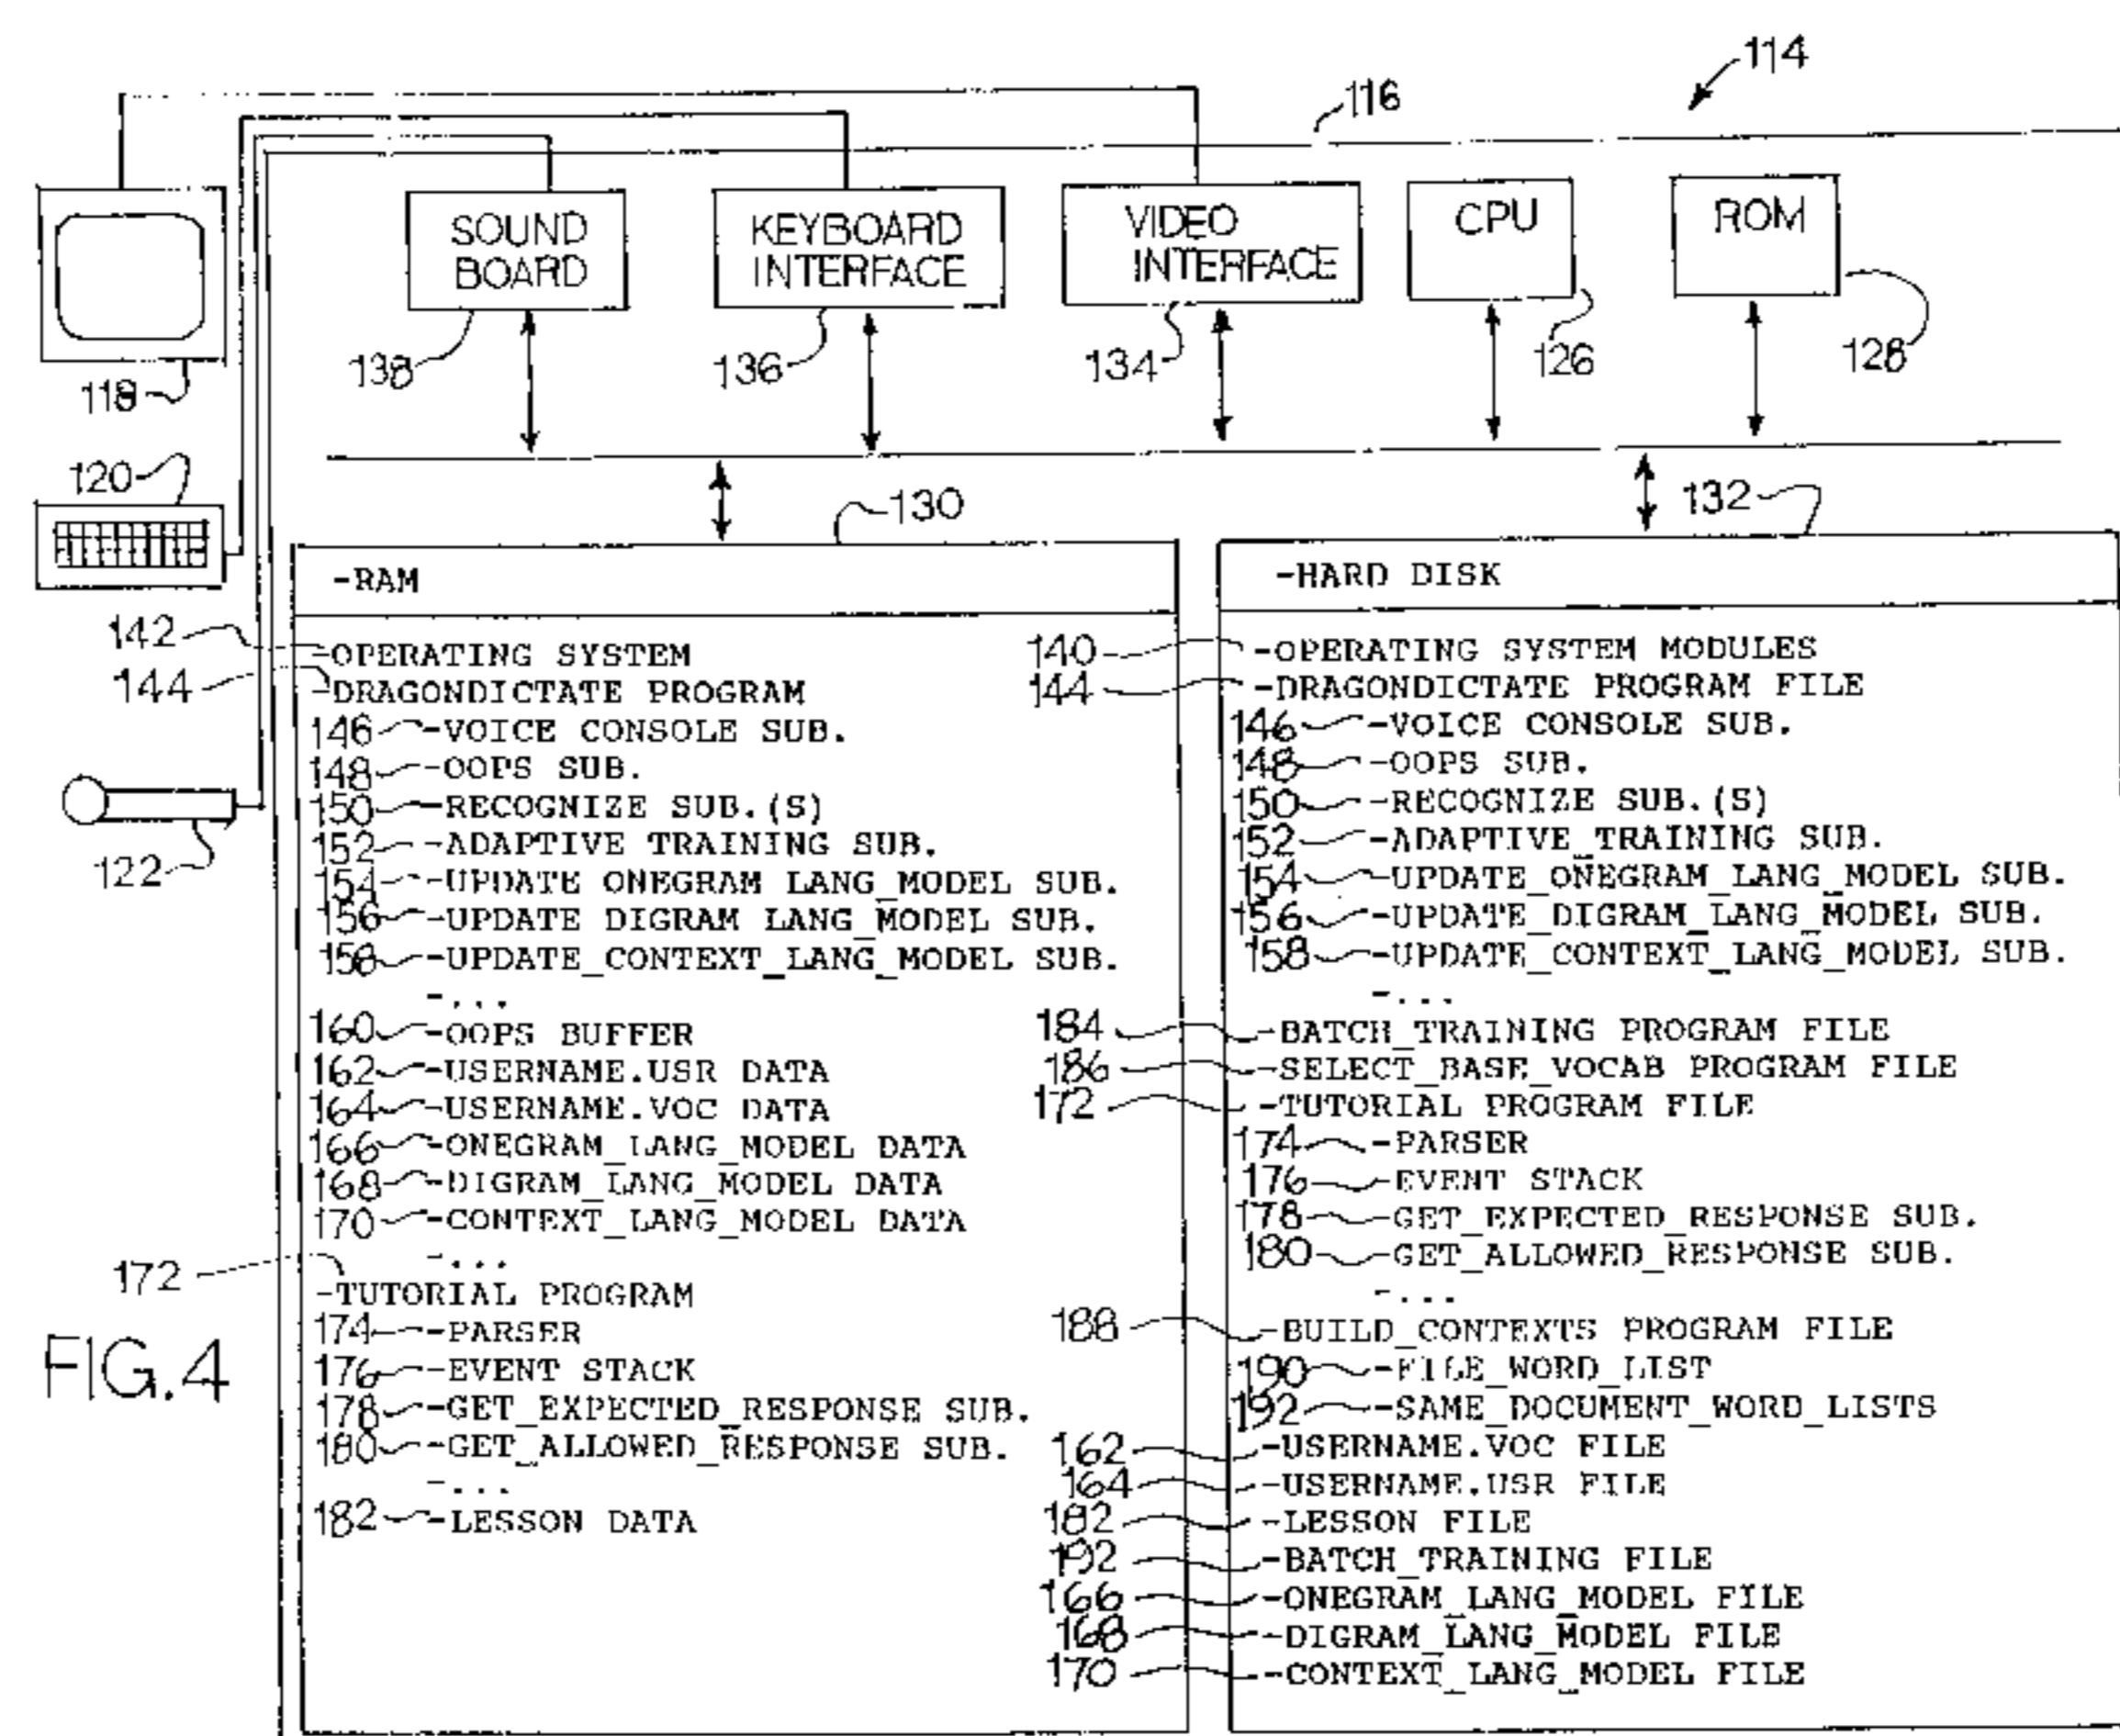 114
116
SOUND BOARD
KEYBOARD INTERFACE
VIDEO INTERFACE
CPU
ROM
138
136
134
126
128
118
120
130
132
-RAM
142 -OPERATING SYSTEM
144 -DRAGONDICTATE PROGRAM
146 -VOICE CONSOLE SUB.
148 -OOPS SUB.
150 -RECOGNIZE SUB.(S)
152 -ADAPTIVE TRAINING SUB.
154 -UPDATE ONEGRAM LANG_MODEL SUB.
156 -UPDATE DIGRAM LANG_MODEL SUB.
158 -UPDATE_CONTEXT_LANG_MODEL SUB.
-...
160 -OOPS BUFFER
162 -USERNAME.USR DATA
164 -USERNAME.VOC DATA
166 -ONEGRAM_LANG_MODEL DATA
168 -DIGRAM_LANG_MODEL DATA
170 -CONTEXT_LANG_MODEL DATA
-...
172 -TUTORIAL PROGRAM
174 -PARSER
176 -EVENT STACK
178 -GET_EXPECTED_RESPONSE SUB.
180 -GET_ALLOWED_RESPONSE SUB.
-...
182 -LESSON DATA
122
FIG.4
-HARD DISK
140 -OPERATING SYSTEM MODULES
144 -DRAGONDICTATE PROGRAM FILE
146 -VOICE CONSOLE SUB.
148 -OOPS SUB.
150 -RECOGNIZE SUB.(S)
152 -ADAPTIVE_TRAINING SUB.
154 -UPDATE_ONEGRAM_LANG_MODEL SUB.
156 -UPDATE_DIGRAM_LANG_MODEL SUB.
158 -UPDATE_CONTEXT_LANG_MODEL SUB.
-...
184 -BATCH_TRAINING PROGRAM FILE
186 -SELECT_BASE_VOCAB PROGRAM FILE
172 -TUTORIAL PROGRAM FILE
174 -PARSER
176 -EVENT STACK
178 -GET_EXPECTED_RESPONSE SUB.
180 -GET_ALLOWED_RESPONSE SUB.
-...
188 -BUILD_CONTEXTS PROGRAM FILE
190 -FILE_WORD_LIST
192 -SAME_DOCUMENT_WORD_LISTS
162 -USERNAME.VOC FILE
164 -USERNAME.USR FILE
182 -LESSON FILE
192 -BATCH_TRAINING FILE
166 -ONEGRAM_LANG_MODEL FILE
168 -DIGRAM_LANG_MODEL FILE
170 -CONTEXT_LANG_MODEL FILE